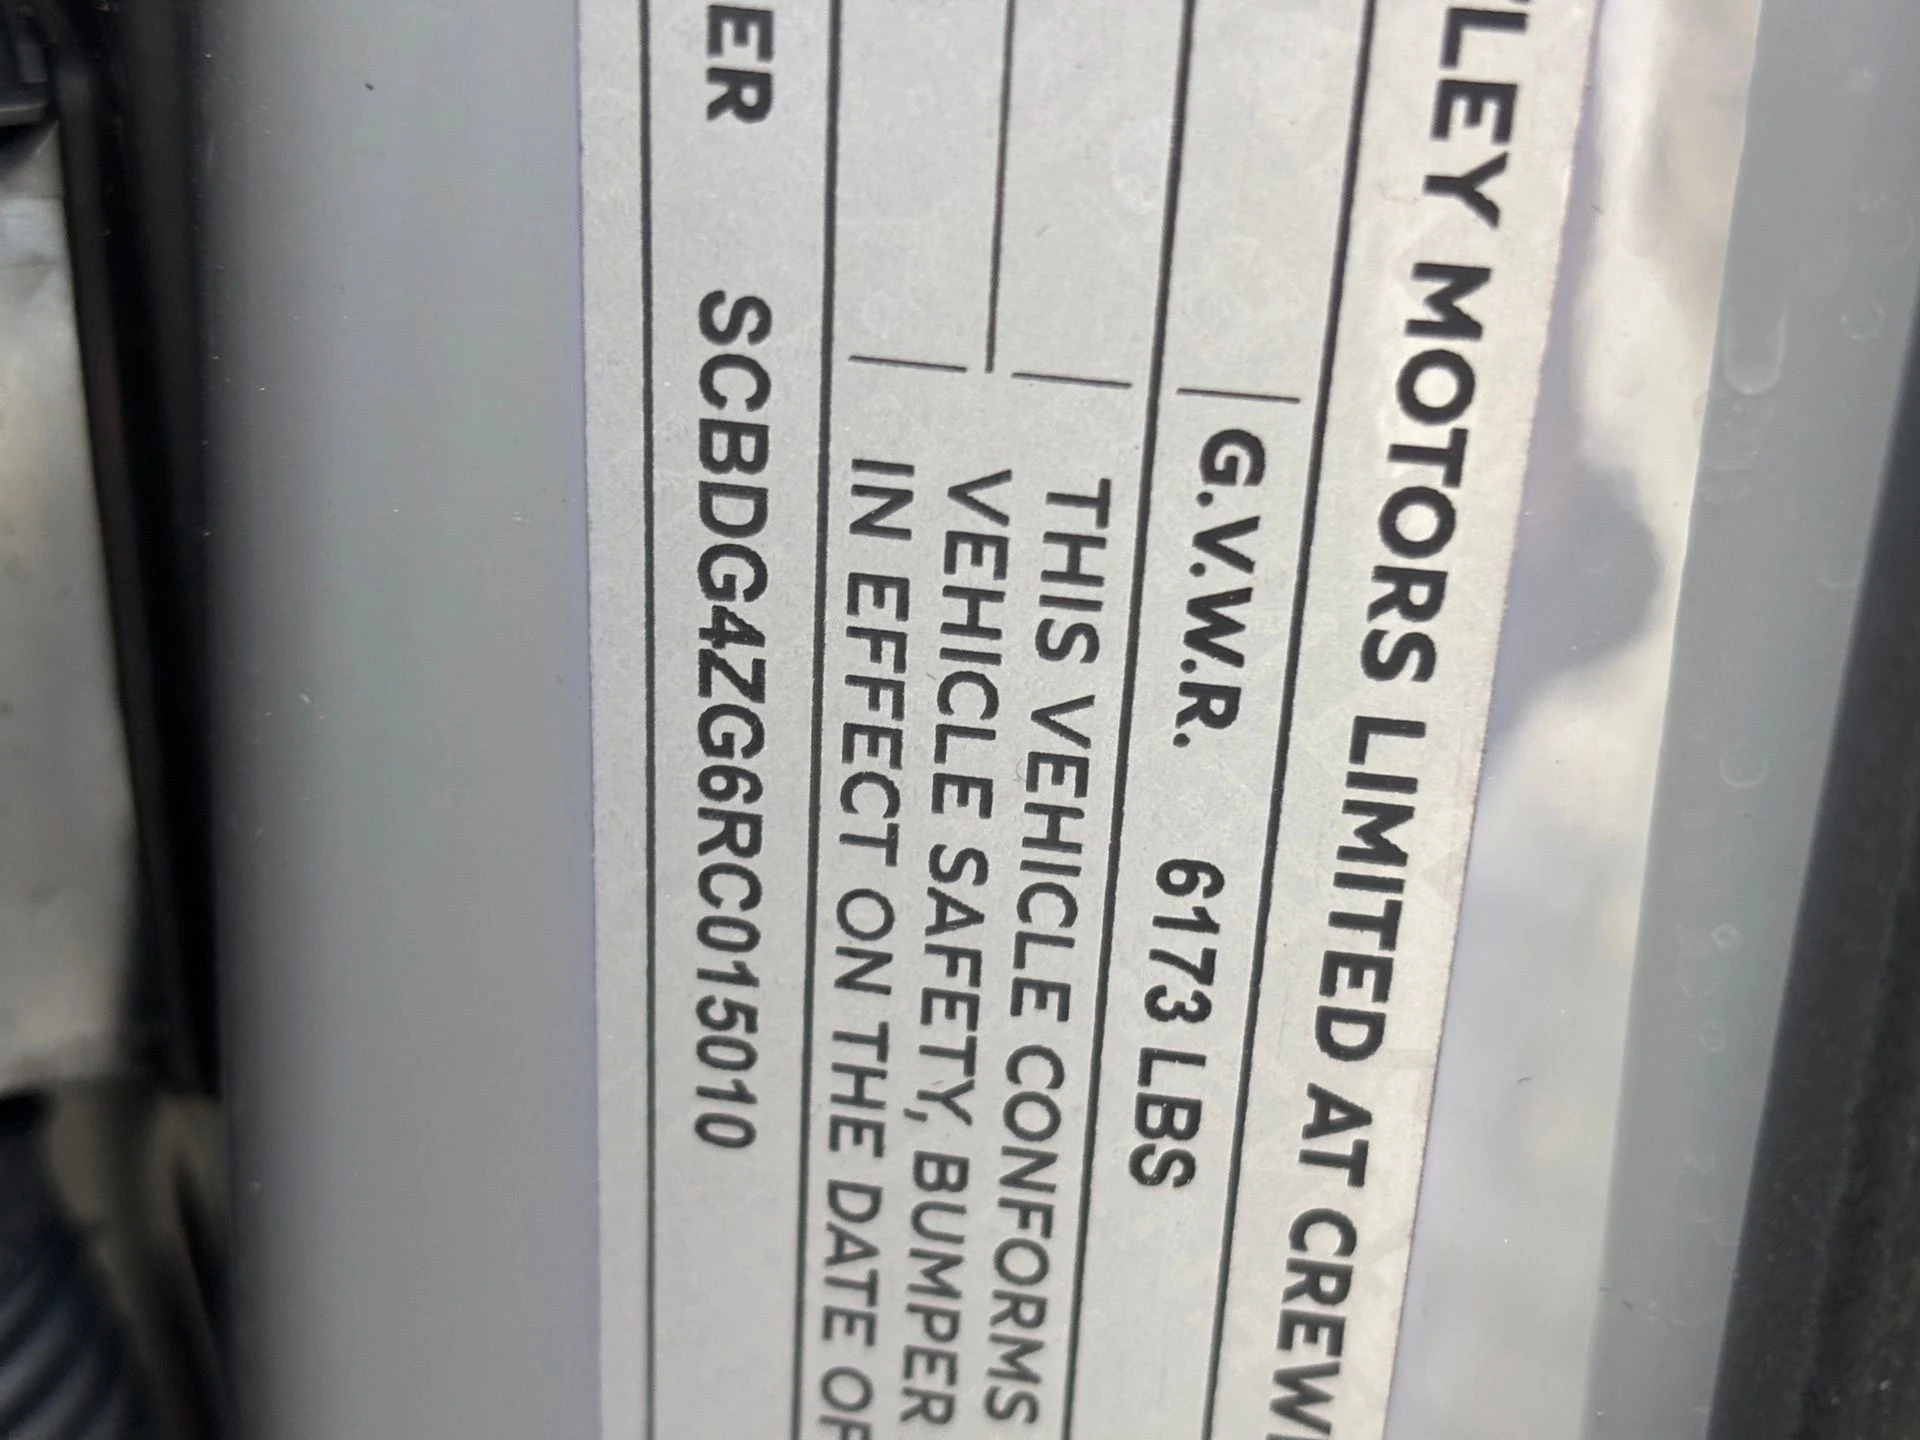 TLEY MOTORS LIMITED AT CREW
G.V.W.R. 6173 LBS
THIS VEHICLE CONFORMS
VEHICLE SAFETY, BUMPER
IN EFFECT ON THE DATE OF
ER SCBDG4ZG6RC015010